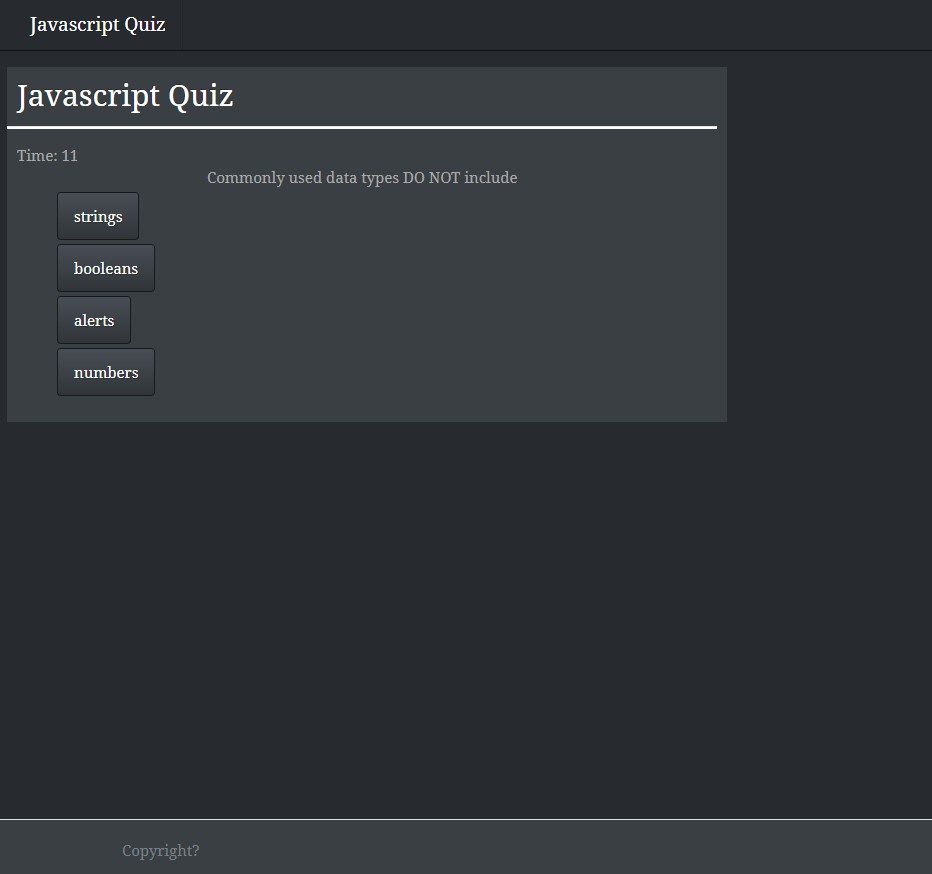 Javascript Quiz
Javascript Quiz
Time: 11
Commonly used data types DO NOT include
strings
booleans
alerts
numbers
Copyright?